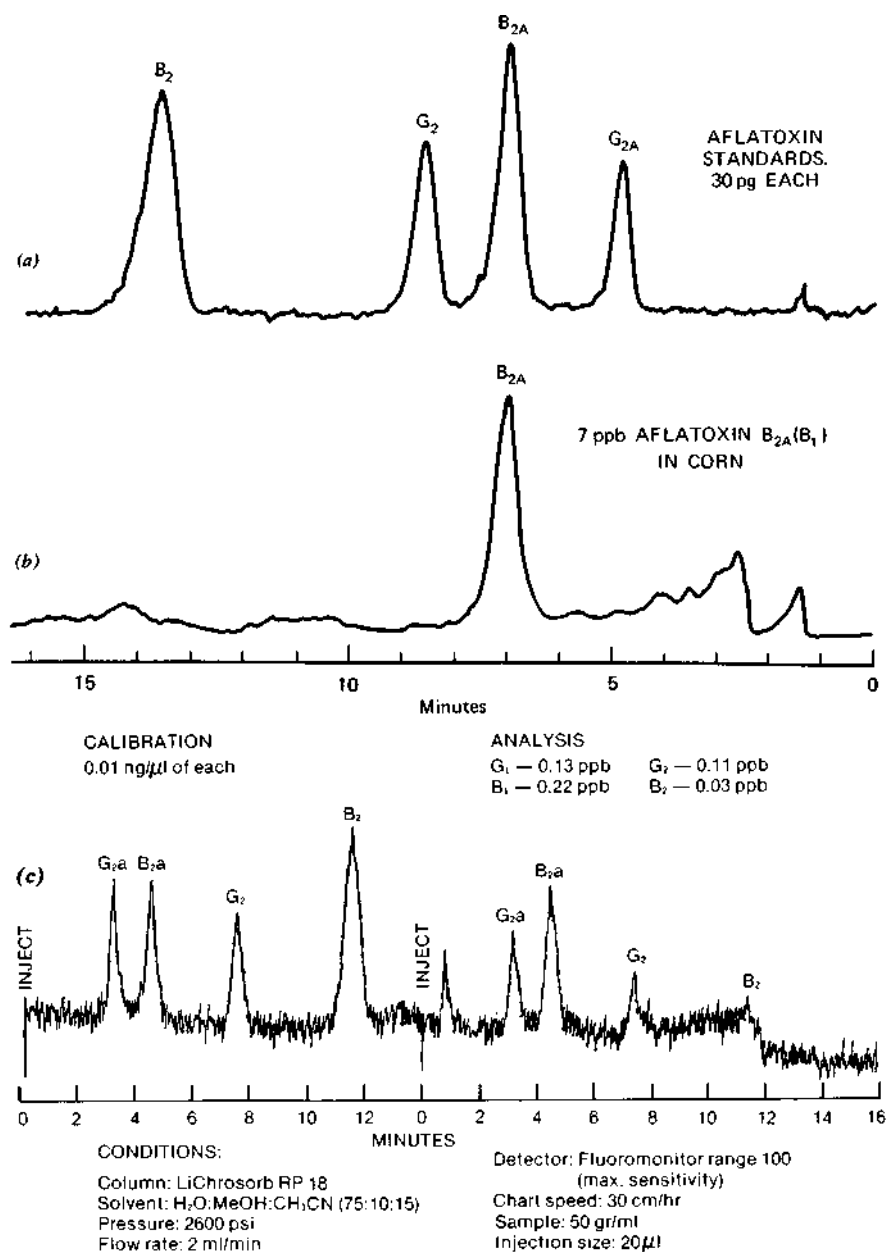 B₂
G₂
B₂A
G₂A
AFLATOXIN
STANDARDS.
30 pg EACH
(a)
B₂A
7 ppb AFLATOXIN B₂A(B₁)
IN CORN
(b)
15 10 5 0
Minutes
CALIBRATION
0.01 ng/µl of each
ANALYSIS
G₁ — 0.13 ppb G₂ — 0.11 ppb
B₁ — 0.22 ppb B₂ — 0.03 ppb
(c)
INJECT
G₂a B₂a
G₂
B₂
INJECT
G₂a
B₂a
G₂
B₂
0 2 4 6 8 10 12 0 2 4 6 8 10 12 14 16
MINUTES
CONDITIONS:
Column: LiChrosorb RP 18
Solvent: H₂O:MeOH:CH₃CN (75:10:15)
Pressure: 2600 psi
Flow rate: 2 ml/min
Detector: Fluoromonitor range 100
(max. sensitivity)
Chart speed: 30 cm/hr
Sample: 50 gr/ml
Injection size: 20µl